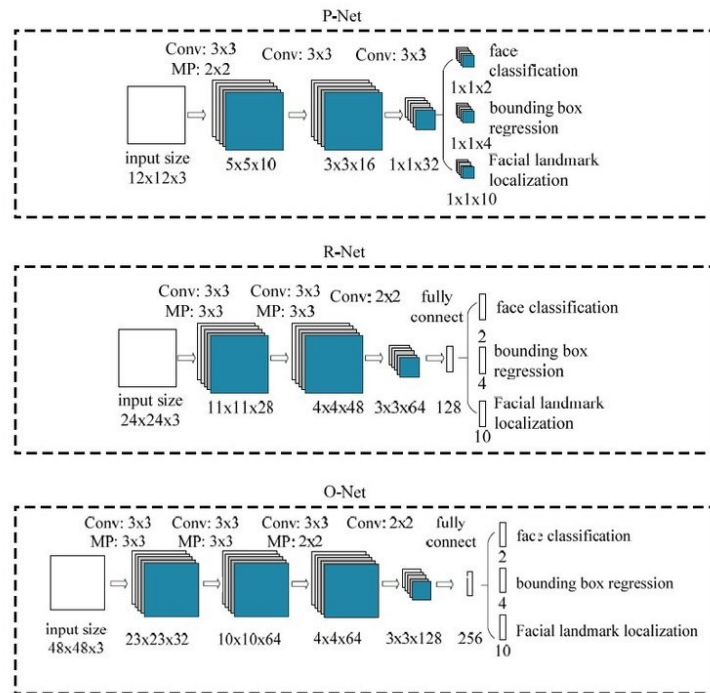 P-Net
Conv: 3x3 Conv: 3x3 Conv: 3x3
MP: 2x2
face
classification
1x1x2
bounding box
regression
1x1x4
Facial landmark
localization
1x1x10
input size
12x12x3
5x5x10 3x3x16 1x1x32
R-Net
Conv: 3x3 Conv: 3x3 Conv: 2x2 fully
MP: 3x3 MP: 3x3 connect
face classification
2
bounding box
regression
4
Facial landmark
localization
10
input size
24x24x3
11x11x28 4x4x48 3x3x64 128
O-Net
Conv: 3x3 Conv: 3x3 Conv: 3x3 Conv: 2x2 fully
MP: 3x3 MP: 3x3 MP: 2x2 connect
face classification
2
bounding box regression
4
Facial landmark localization
10
input size
48x48x3
23x23x32 10x10x64 4x4x64 3x3x128 256